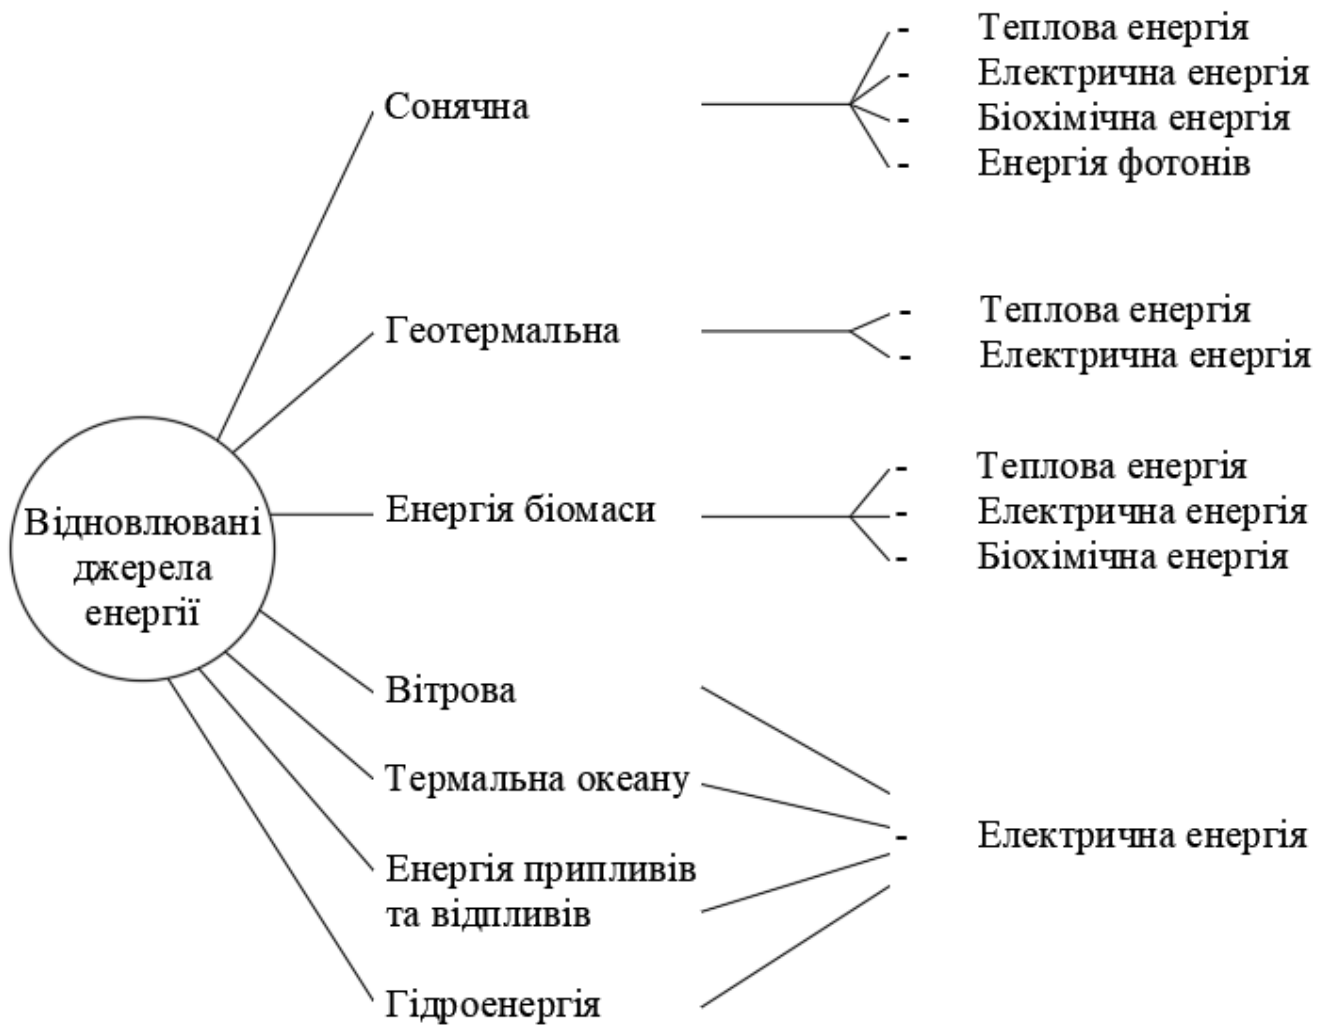 Відновлювані
джерела
енергії
Сонячна
- Теплова енергія
- Електрична енергія
- Біохімічна енергія
- Енергія фотонів
Геотермальна
- Теплова енергія
- Електрична енергія
Енергія біомаси
- Теплова енергія
- Електрична енергія
- Біохімічна енергія
Вітрова
Термальна океану
Енергія припливів
та відпливів
Гідроенергія
- Електрична енергія